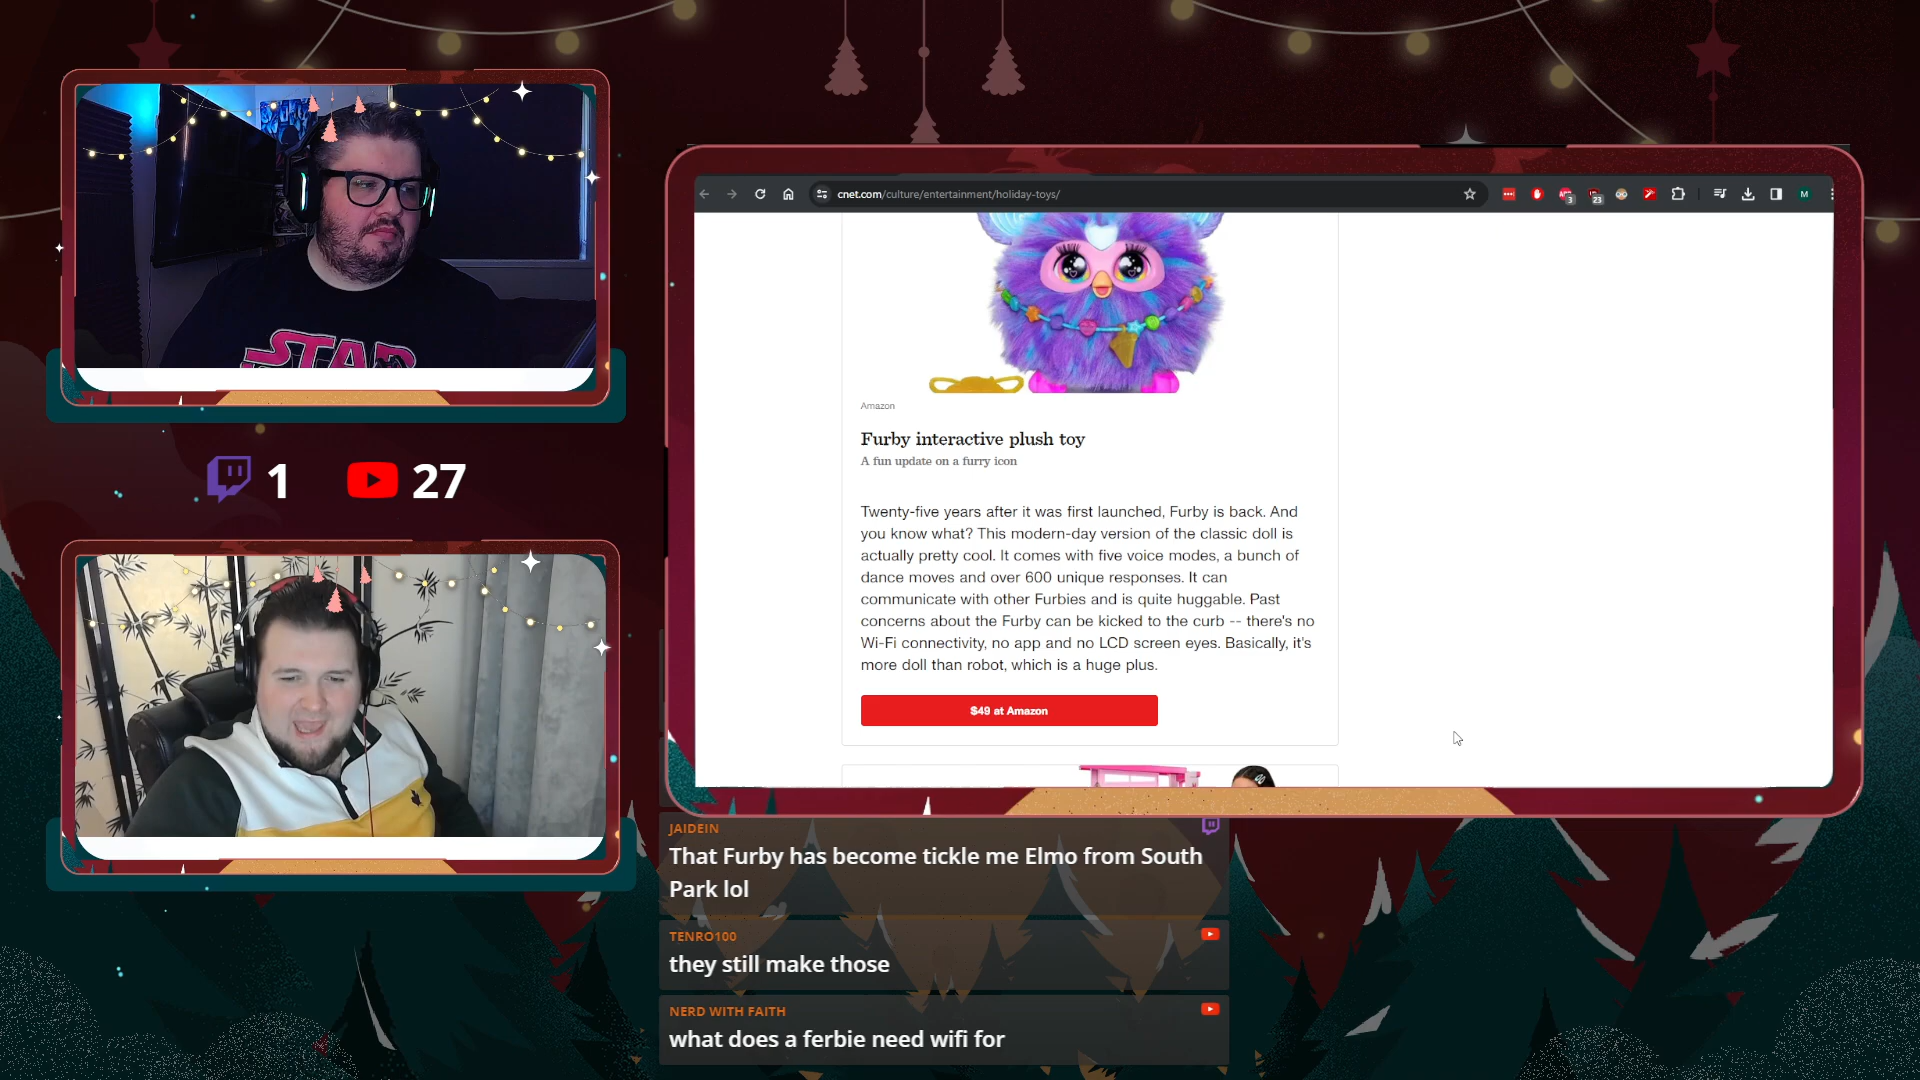 STAR
1
27
cnet.com/culture/entertainment/holiday-toys/
3
23
M
Amazon
Furby interactive plush toy
A fun update on a furry icon
Twenty-five years after it was first launched, Furby is back. And
you know what? This modern-day version of the classic doll is
actually pretty cool. It comes with five voice modes, a bunch of
dance moves and over 600 unique responses. It can
communicate with other Furbies and is quite huggable. Past
concerns about the Furby can be kicked to the curb -- there's no
Wi-Fi connectivity, no app and no LCD screen eyes. Basically, it's
more doll than robot, which is a huge plus.
$49 at Amazon
JAIDEIN
That Furby has become tickle me Elmo from South
Park lol
TENRO100
they still make those
NERD WITH FAITH
what does a ferbie need wifi for